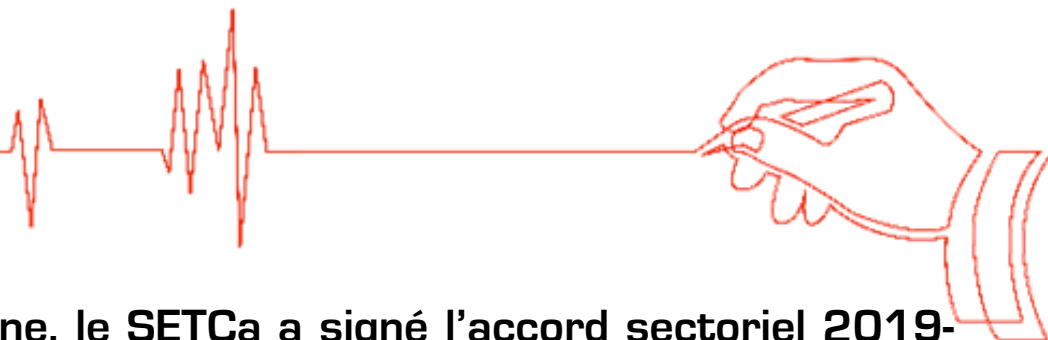 ne, le SETCa a signé l’accord sectoriel 2019-